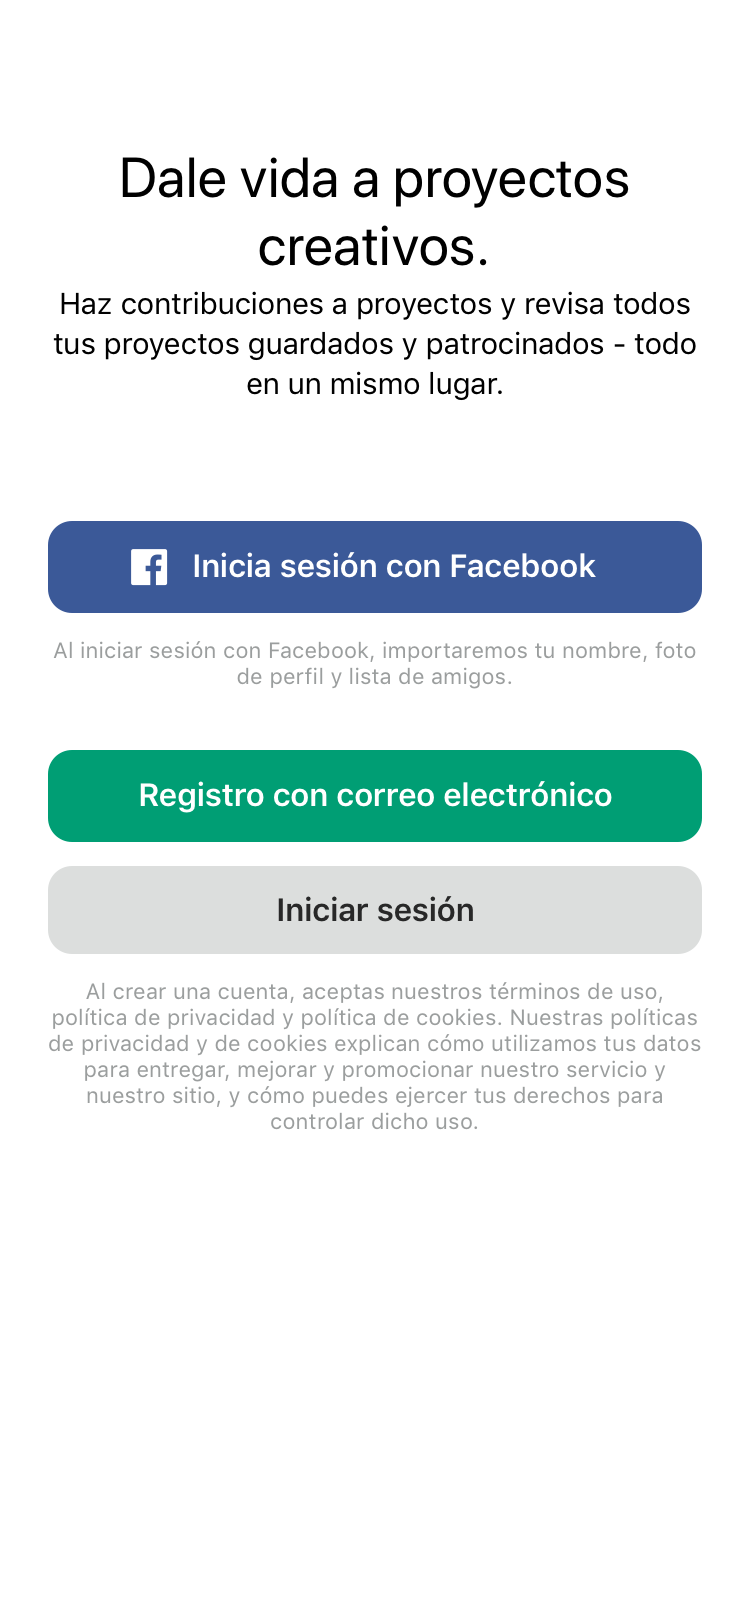 Dale vida a proyectos
creativos.
Haz contribuciones a proyectos y revisa todos
tus proyectos guardados y patrocinados - todo
en un mismo lugar.
Inicia sesión con Facebook
Al iniciar sesión con Facebook, importaremos tu nombre, foto
de perfil y lista de amigos.
Registro con correo electrónico
Iniciar sesión
Al crear una cuenta, aceptas nuestros términos de uso,
política de privacidad y política de cookies. Nuestras políticas
de privacidad y de cookies explican cómo utilizamos tus datos
para entregar, mejorar y promocionar nuestro servicio y
nuestro sitio, y cómo puedes ejercer tus derechos para
controlar dicho uso.